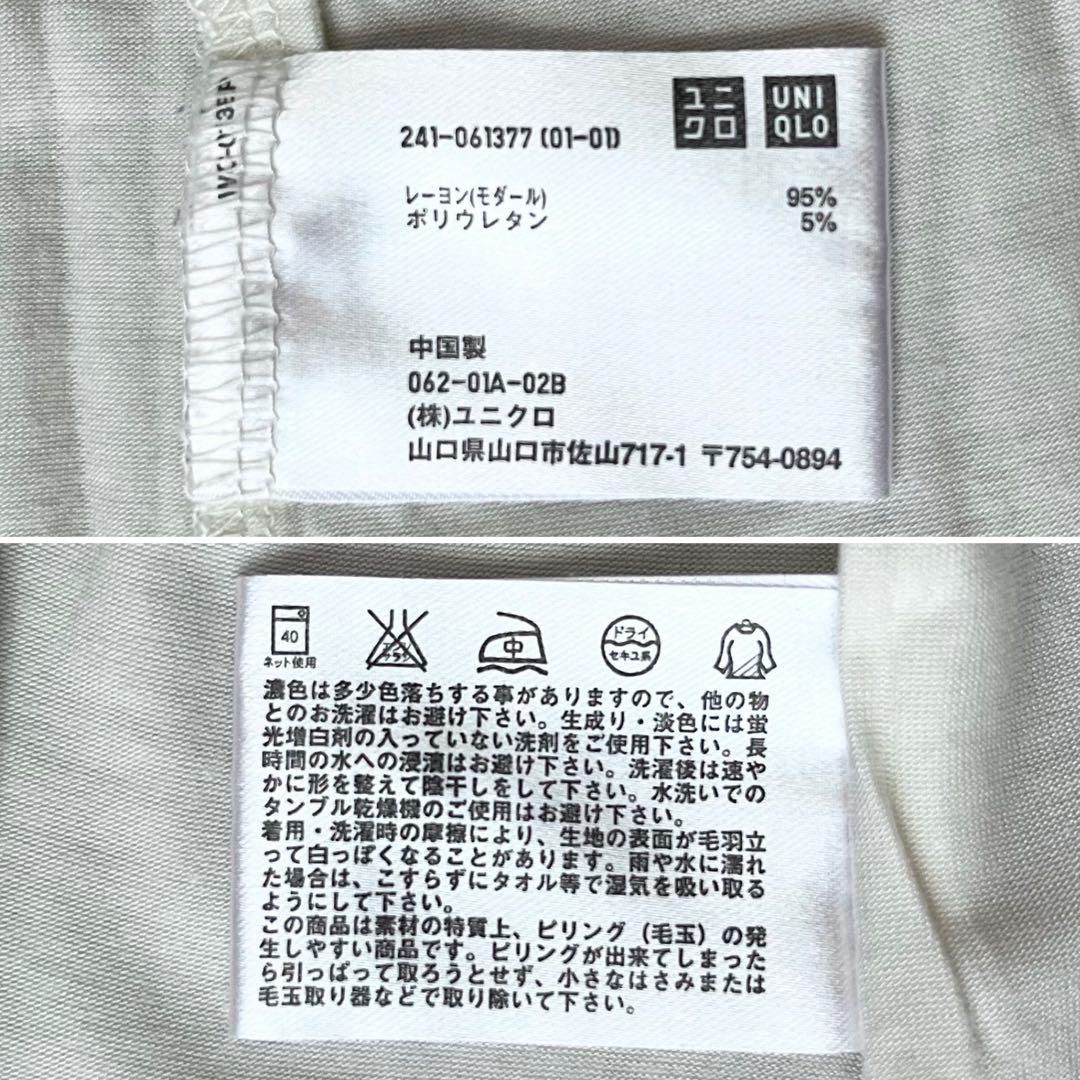 ユニクロ
UNIQLO
241-061377 (01-01)
レーヨン(モダール) 95%
ポリウレタン 5%
中国製
062-01A-02B
(株)ユニクロ
山口県山口市佐山717-1 〒754-0894
40
ネット使用
中
ドライ
セキユ系
濃色は多少色落ちする事がありますので、他の物
とのお洗濯はお避け下さい。生成り・淡色には蛍
光増白剤の入っていない洗剤をご使用下さい。長
時間の水への浸漬はお避け下さい。洗濯後は速や
かに形を整えて陰干しをして下さい。水洗いでの
タンブル乾燥機のご使用はお避け下さい。
着用・洗濯時の摩擦により、生地の表面が毛羽立
って白っぽくなることがあります。雨や水に濡れ
た場合は、こすらずにタオル等で湿気を吸い取る
ようにして下さい。
この商品は素材の特質上、ピリング（毛玉）の発
生しやすい商品です。ピリングが出来てしまった
ら引っぱって取ろうとせず、小さなはさみまたは
毛玉取り器などで取り除いて下さい。